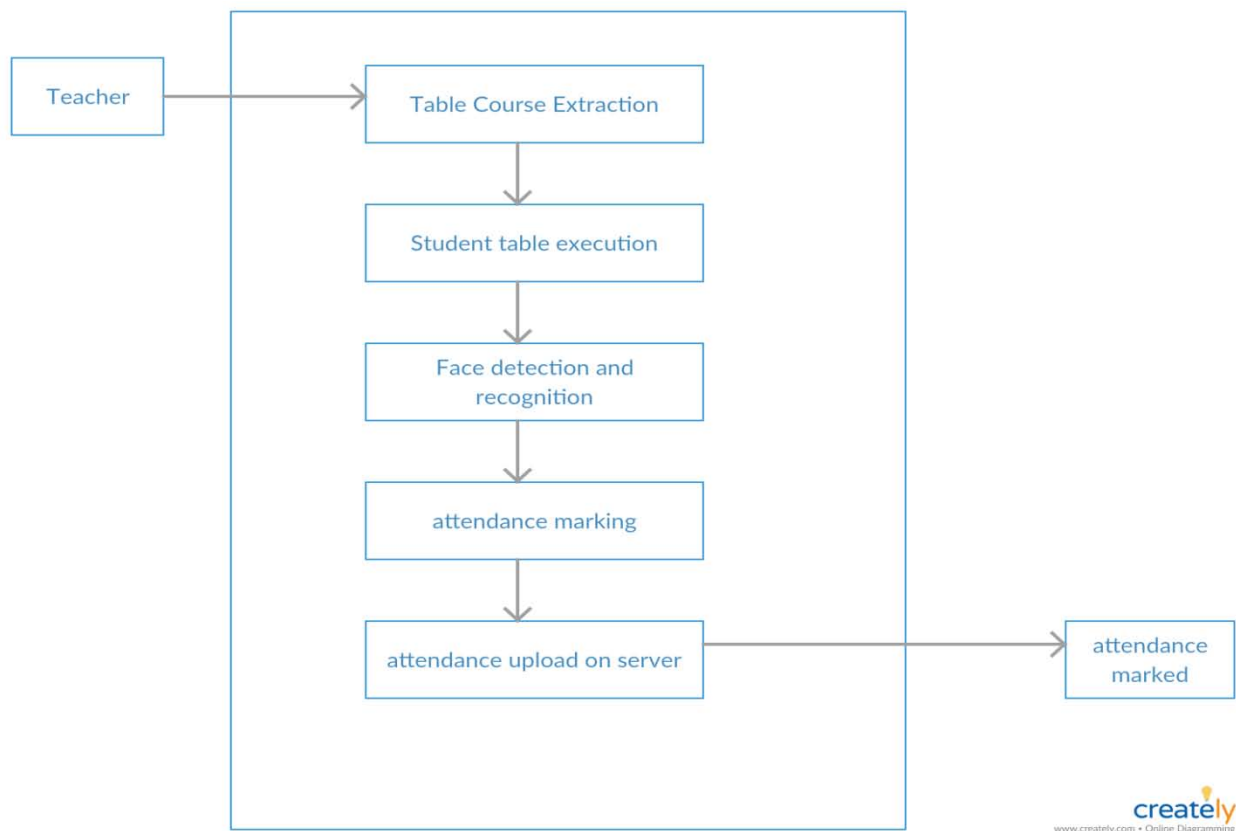 Teacher
Table Course Extraction
Student table execution
Face detection and
recognition
attendance marking
attendance upload on server
attendance
marked
creately
www.creately.com • Online Diagramming